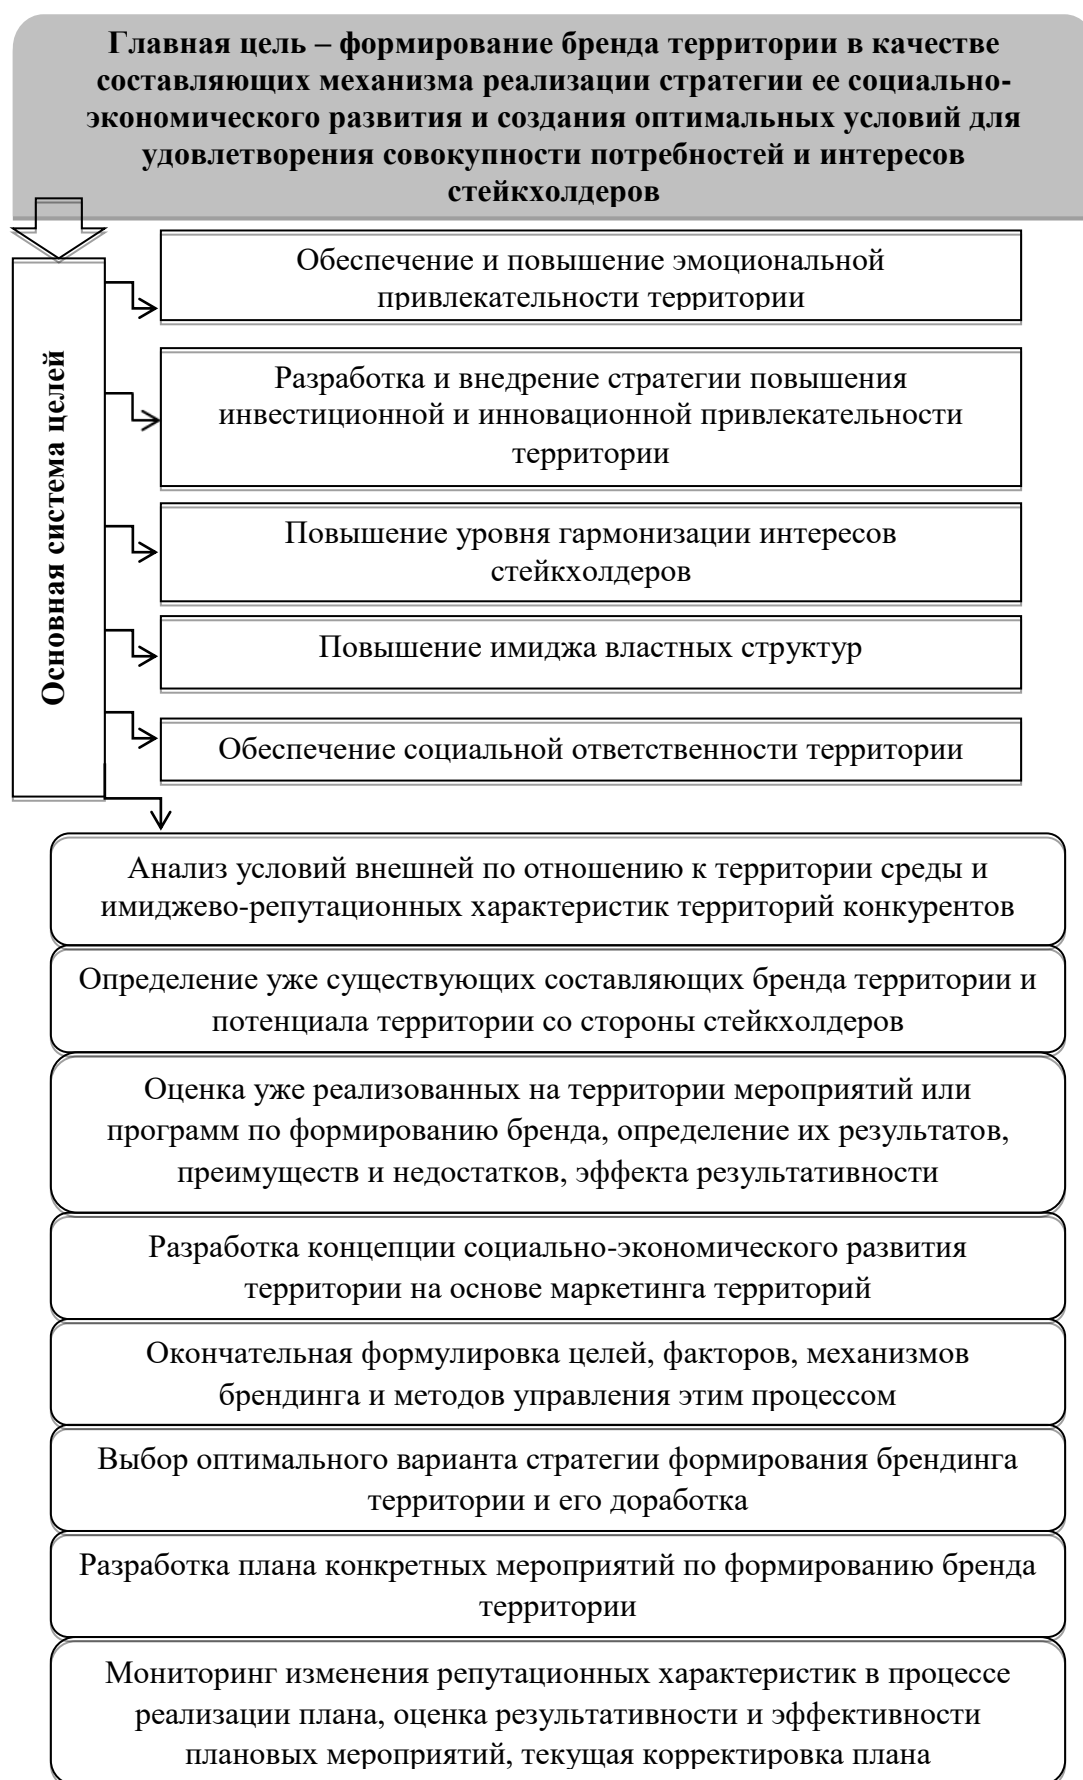 Главная цель – формирование бренда территории в качестве
составляющих механизма реализации стратегии ее социально-
экономического развития и создания оптимальных условий для
удовлетворения совокупности потребностей и интересов
стейкхолдеров
Основная система целей
Обеспечение и повышение эмоциональной
привлекательности территории
Разработка и внедрение стратегии повышения
инвестиционной и инновационной привлекательности
территории
Повышение уровня гармонизации интересов
стейкхолдеров
Повышение имиджа властных структур
Обеспечение социальной ответственности территории
Анализ условий внешней по отношению к территории среды и
имиджево-репутационных характеристик территорий конкурентов
Определение уже существующих составляющих бренда территории и
потенциала территории со стороны стейкхолдеров
Оценка уже реализованных на территории мероприятий или
программ по формированию бренда, определение их результатов,
преимуществ и недостатков, эффекта результативности
Разработка концепции социально-экономического развития
территории на основе маркетинга территорий
Окончательная формулировка целей, факторов, механизмов
брендинга и методов управления этим процессом
Выбор оптимального варианта стратегии формирования брендинга
территории и его доработка
Разработка плана конкретных мероприятий по формированию бренда
территории
Мониторинг изменения репутационных характеристик в процессе
реализации плана, оценка результативности и эффективности
плановых мероприятий, текущая корректировка плана